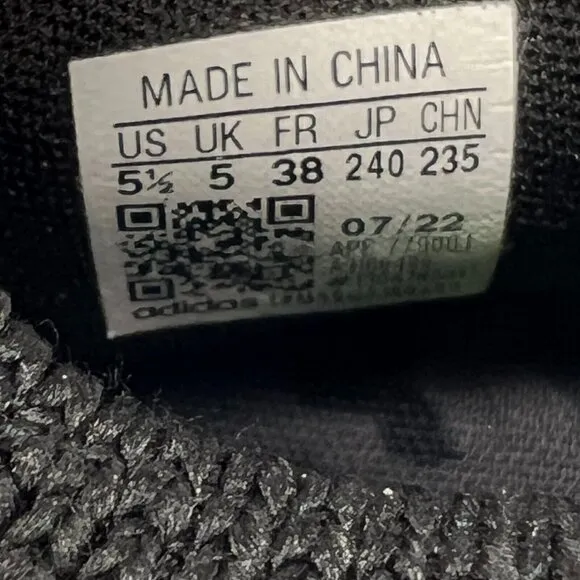 MADE IN CHINA
US UK FR JP CHN
5½ 5 38 240 235
07/22
adidas